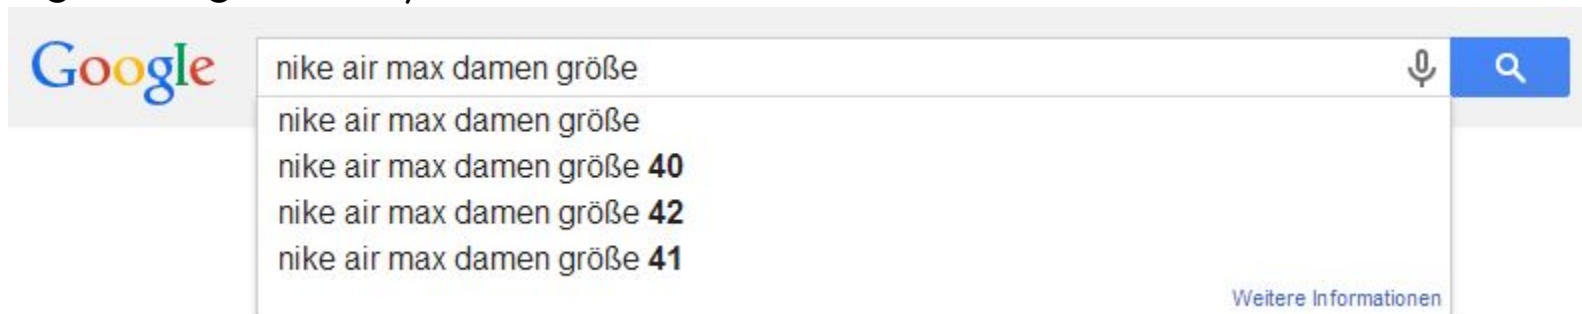 Google
nike air max damen größe
nike air max damen größe
nike air max damen größe 40
nike air max damen größe 42
nike air max damen größe 41
Weitere Informationen